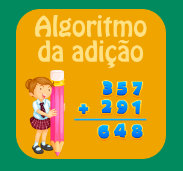 Algoritmo
da adição
357
+ 291
648